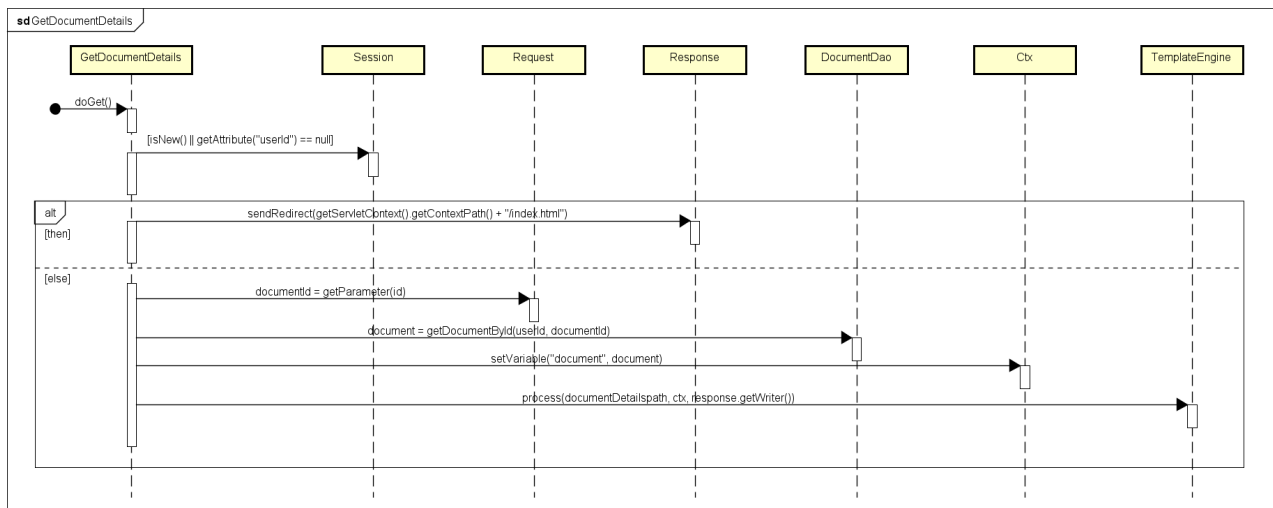 sd GetDocumentDetails
GetDocumentDetails Session Request Response DocumentDao Ctx TemplateEngine
doGet()
[isNew() || getAttribute("userId") == null]
alt
sendRedirect(getServletContext().getContextPath() + "/index.html")
[then]
[else]
documentId = getParameter(id)
document = getDocumentById(userId, documentId)
setVariable("document", document)
process(documentDetailspath, ctx, response.getWriter())